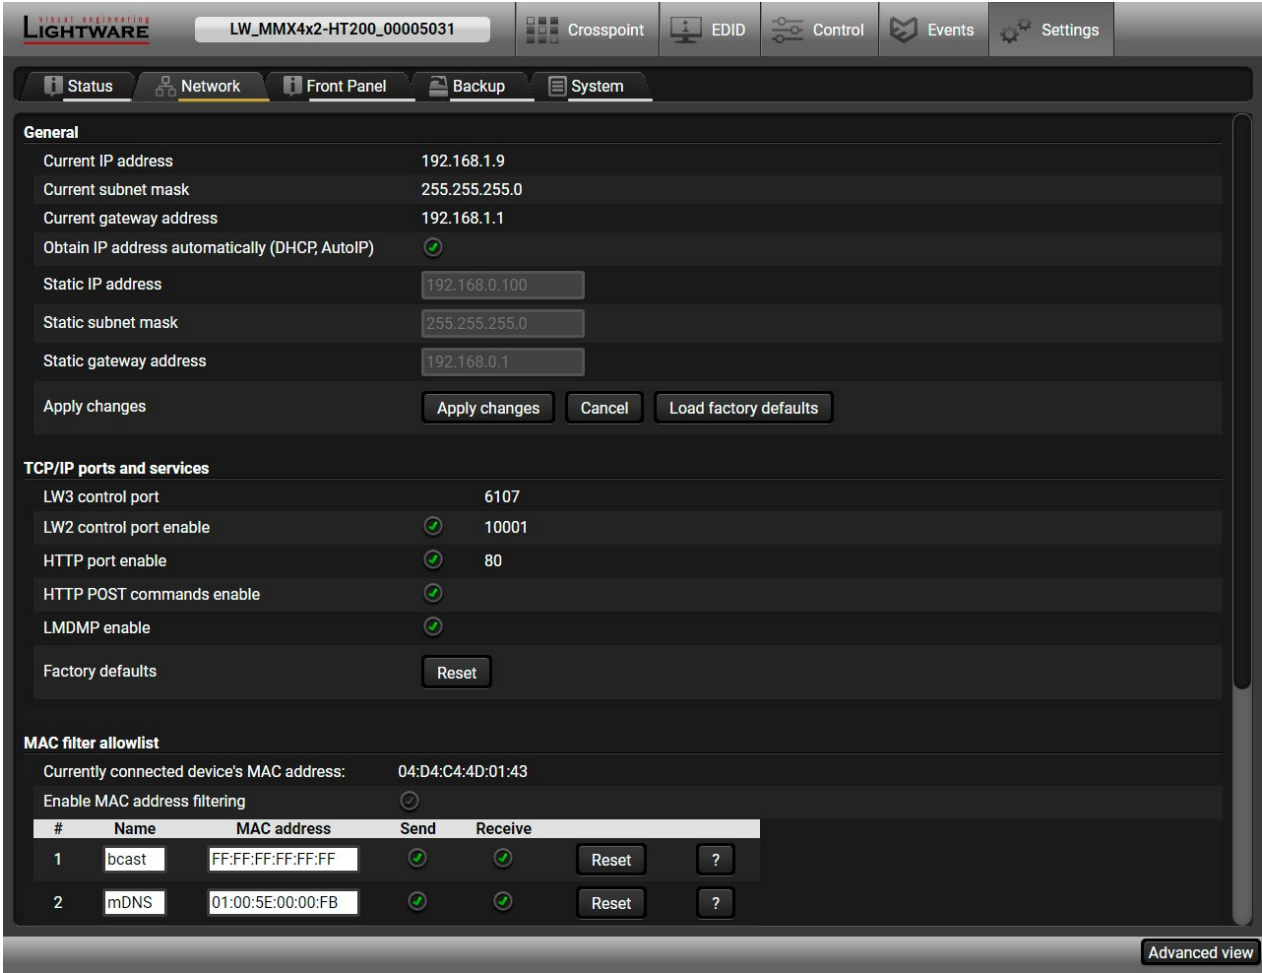 visual engineering
LIGHTWARE
LW_MMX4x2-HT200_00005031
Crosspoint
EDID
Control
Events
Settings
Status
Network
Front Panel
Backup
System
General
Current IP address 192.168.1.9
Current subnet mask 255.255.255.0
Current gateway address 192.168.1.1
Obtain IP address automatically (DHCP, AutoIP)
Static IP address 192.168.0.100
Static subnet mask 255.255.255.0
Static gateway address 192.168.0.1
Apply changes Apply changes Cancel Load factory defaults
TCP/IP ports and services
LW3 control port 6107
LW2 control port enable 10001
HTTP port enable 80
HTTP POST commands enable
LMDMP enable
Factory defaults Reset
MAC filter allowlist
Currently connected device's MAC address: 04:D4:C4:4D:01:43
Enable MAC address filtering
# Name MAC address Send Receive
1 bcast FF:FF:FF:FF:FF:FF Reset ?
2 mDNS 01:00:5E:00:00:FB Reset ?
Advanced view